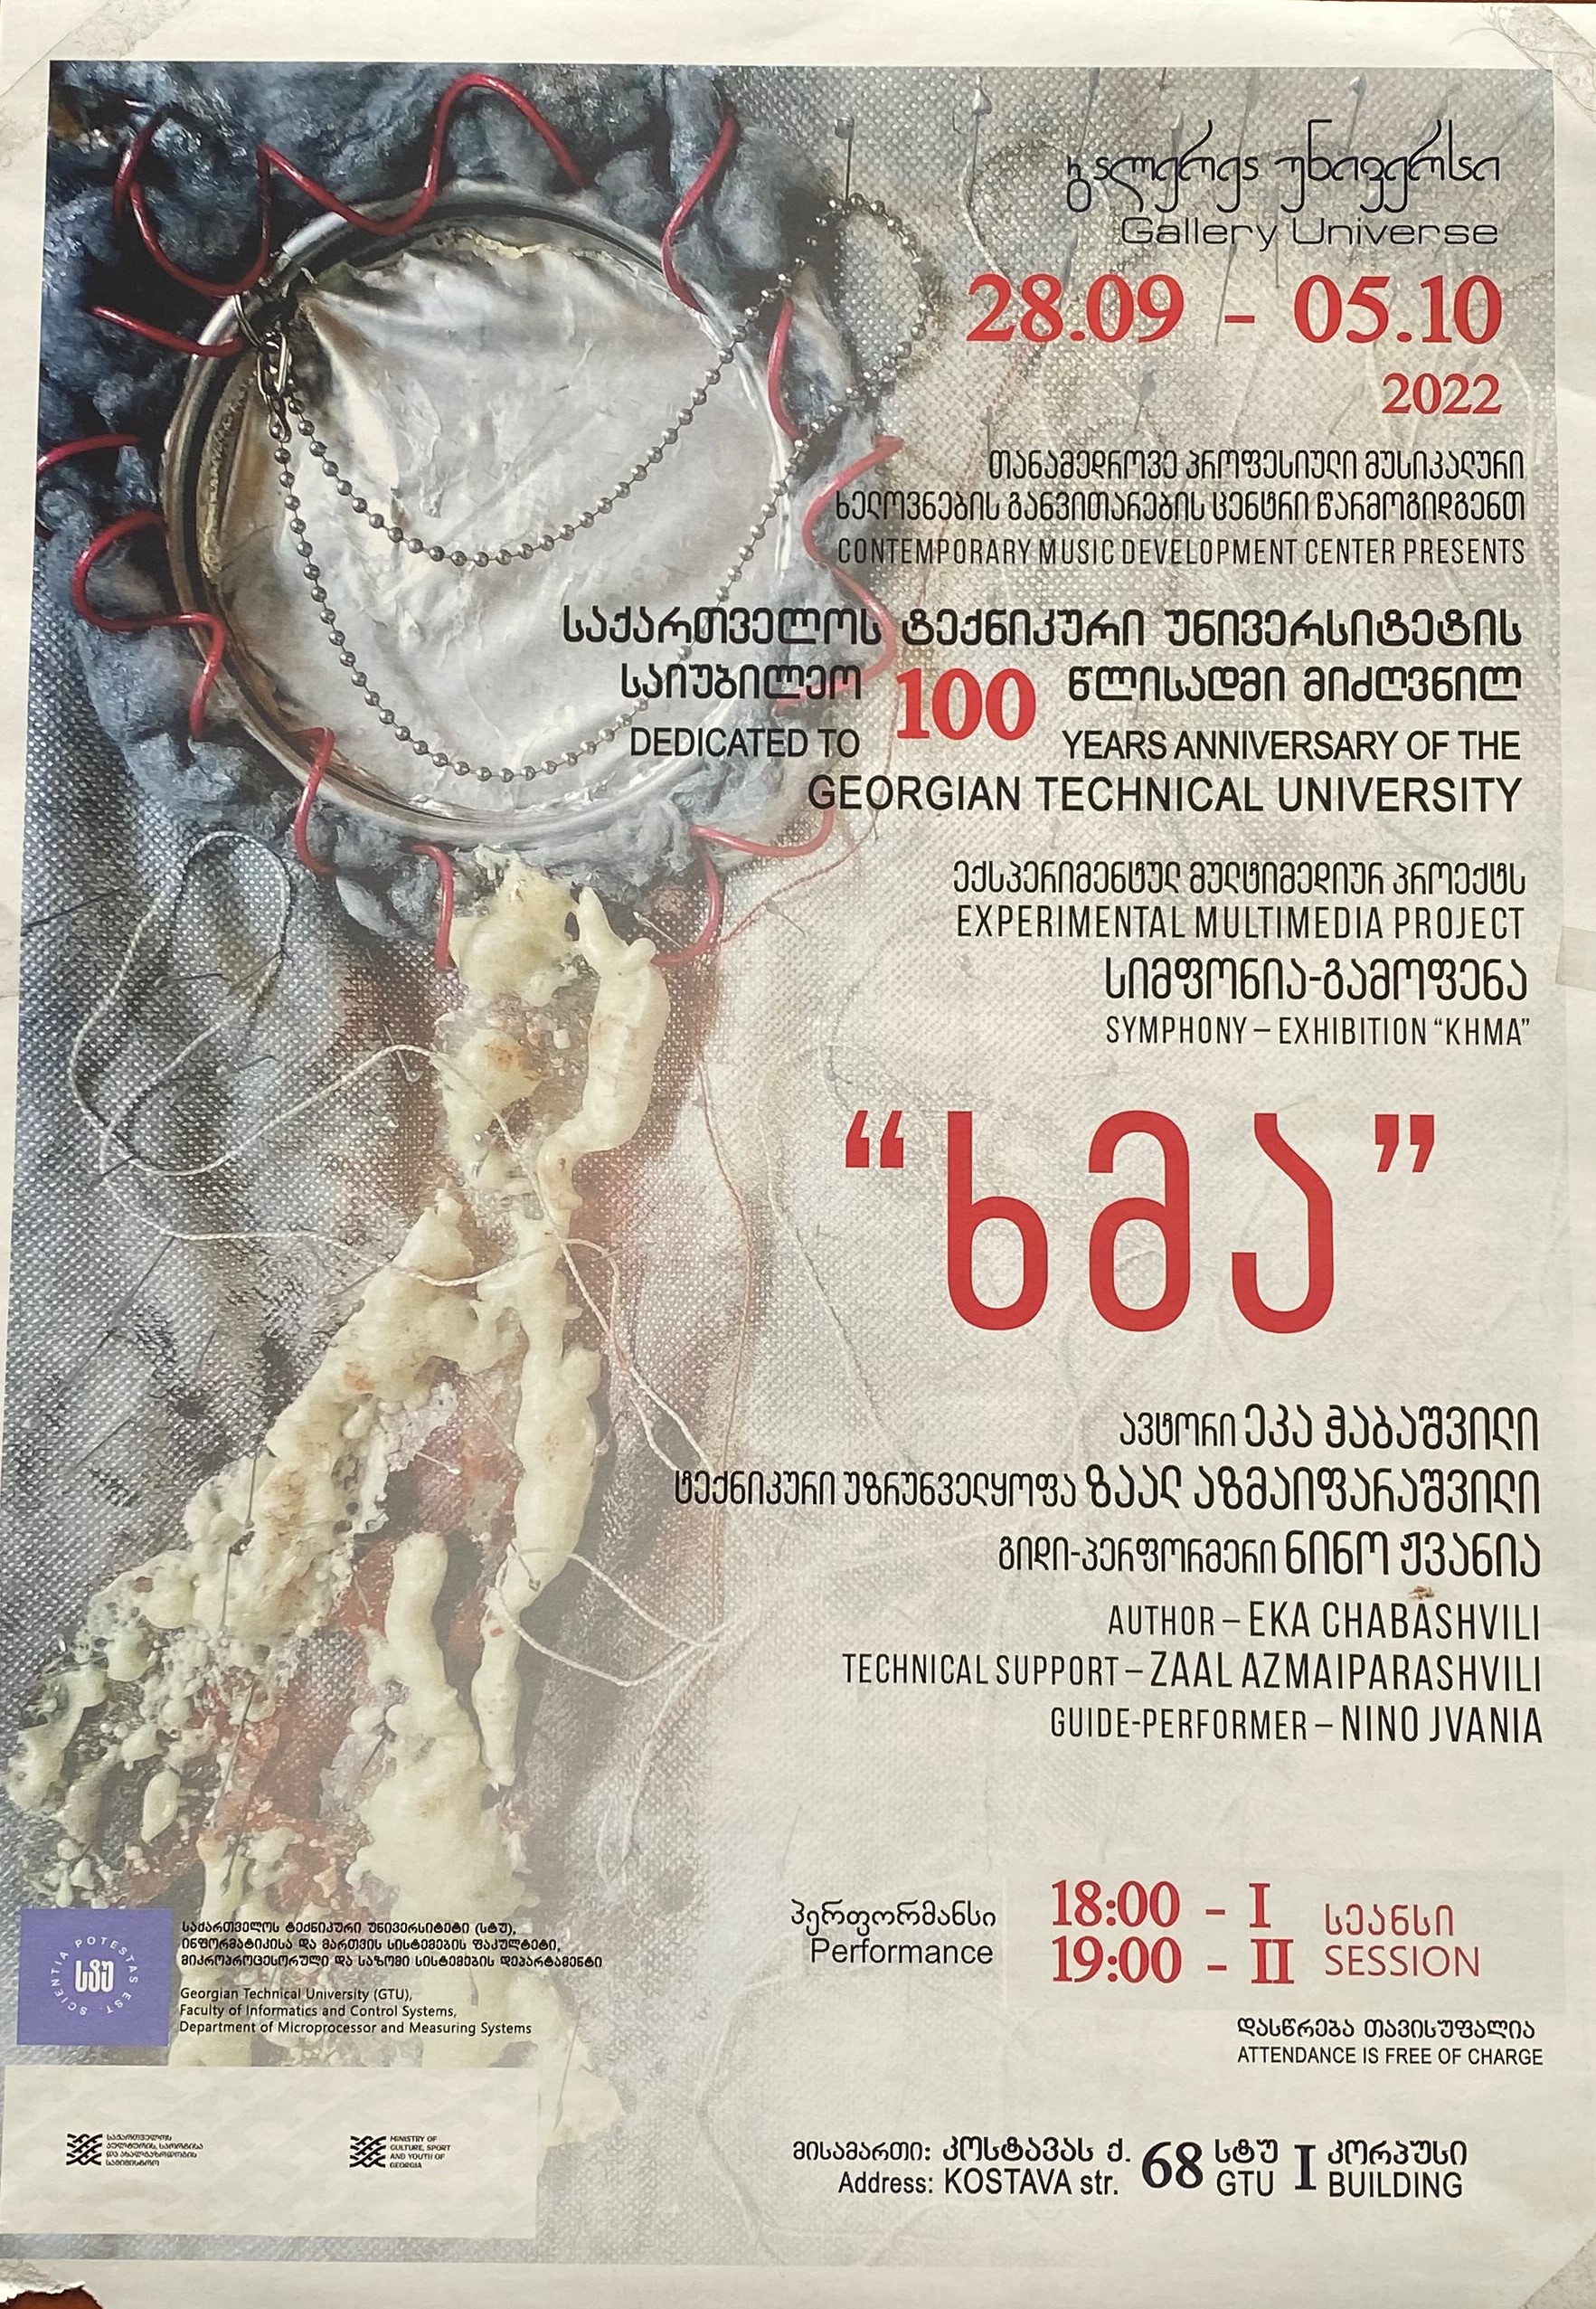 გალერეა უნივერსი
Gallery Universe
28.09 - 05.10
2022
თანამედროვე პროფესიული მუსიკალური
ხელოვნების განვითარების ცენტრი წარმოგიდგენთ
CONTEMPORARY MUSIC DEVELOPMENT CENTER PRESENTS
საქართველოს ტექნიკური უნივერსიტეტის
საიუბილეო 100 წლისადმი მიძღვნილ
DEDICATED TO YEARS ANNIVERSARY OF THE
GEORGIAN TECHNICAL UNIVERSITY
ექსპერიმენტულ მულტიმედიურ პროექტს
EXPERIMENTAL MULTIMEDIA PROJECT
სიმფონია-გამოფენა
SYMPHONY – EXHIBITION “KHMA”
“ხმა”
ავტორი ეკა ჭაბაშვილი
ტექნიკური უზრუნველყოფა ზაალ აზმაიფარაშვილი
გიდი-პერფორმერი ნინო ჟვანია
AUTHOR – EKA CHABASHVILI
TECHNICAL SUPPORT – ZAAL AZMAIPARASHVILI
GUIDE-PERFORMER – NINO JVANIA
პერფორმანსი
Performance
18:00 - I
19:00 - II
სეანსი
SESSION
დასწრება თავისუფალია
ATTENDANCE IS FREE OF CHARGE
SCIENTIA POTESTAS EST
სტუ
საქართველოს ტექნიკური უნივერსიტეტი (სტუ),
ინფორმატიკისა და მართვის სისტემების ფაკულტეტი,
მიკროპროცესორული და საზომი სისტემების დეპარტამენტი
Georgian Technical University (GTU),
Faculty of Informatics and Control Systems,
Department of Microprocessor and Measuring Systems
საქართველოს
კულტურის, სპორტისა
და ახალგაზრდობის
სამინისტრო
MINISTRY OF
CULTURE, SPORT
AND YOUTH OF
GEORGIA
მისამართი: კოსტავას ქ. 68 სტუ I კორპუსი
Address: KOSTAVA str. GTU BUILDING